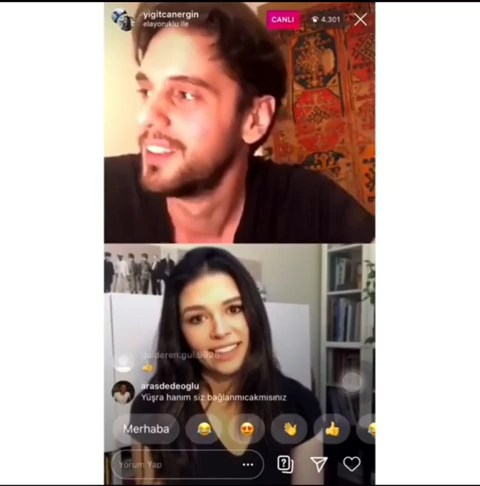 yigitcanergin
elayoruklu ile
CANLI
4.301
arasdedeoglu
Yüşra hanım siz bağlanmıcakmısınız
Merhaba
Yorum Yap